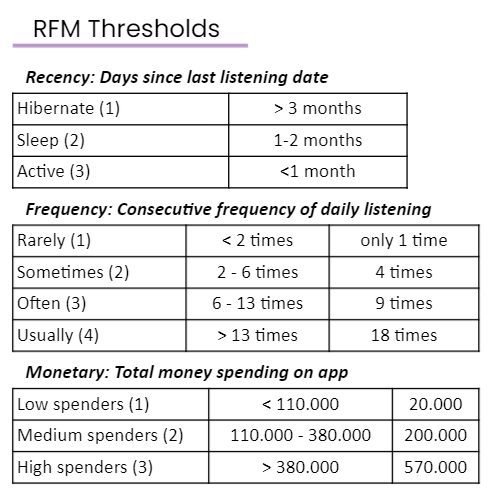 RFM Thresholds
Recency: Days since last listening date
Hibernate (1) > 3 months
Sleep (2) 1-2 months
Active (3) <1 month
Frequency: Consecutive frequency of daily listening
Rarely (1) < 2 times only 1 time
Sometimes (2) 2 - 6 times 4 times
Often (3) 6 - 13 times 9 times
Usually (4) > 13 times 18 times
Monetary: Total money spending on app
Low spenders (1) < 110.000 20.000
Medium spenders (2) 110.000 - 380.000 200.000
High spenders (3) > 380.000 570.000